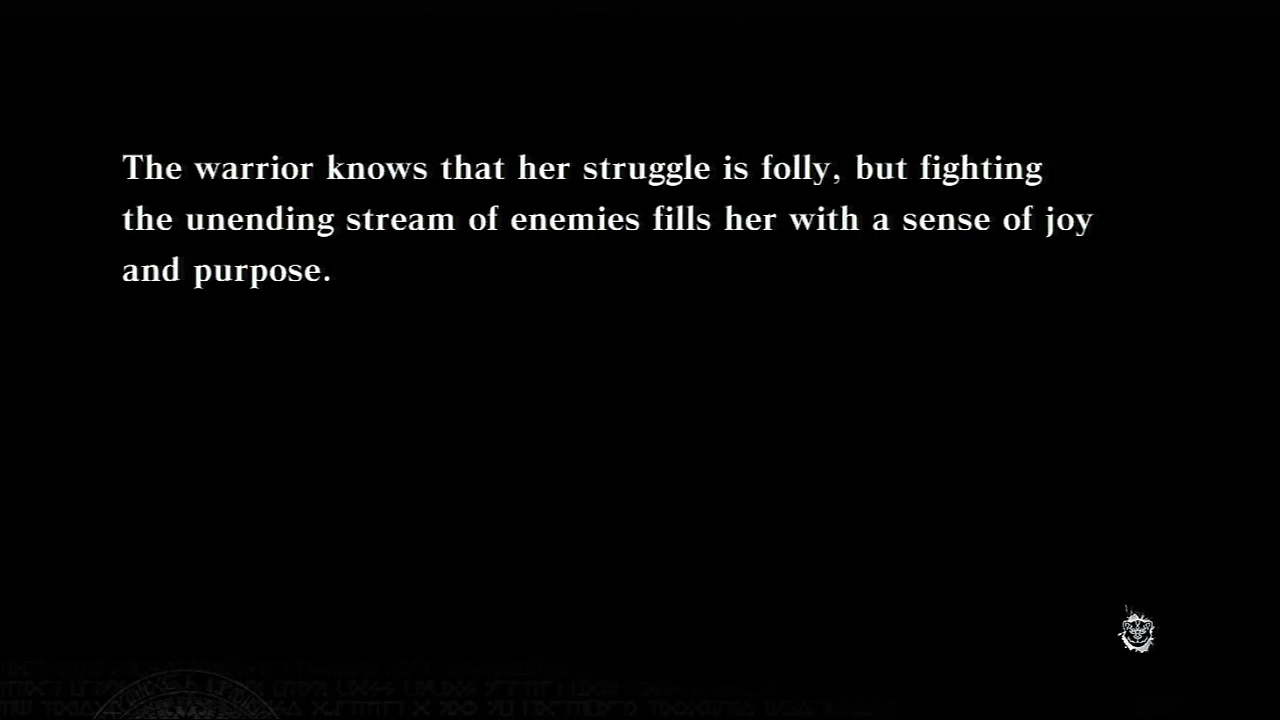 The warrior knows that her struggle is folly, but fighting
the unending stream of enemies fills her with a sense of joy
and purpose.